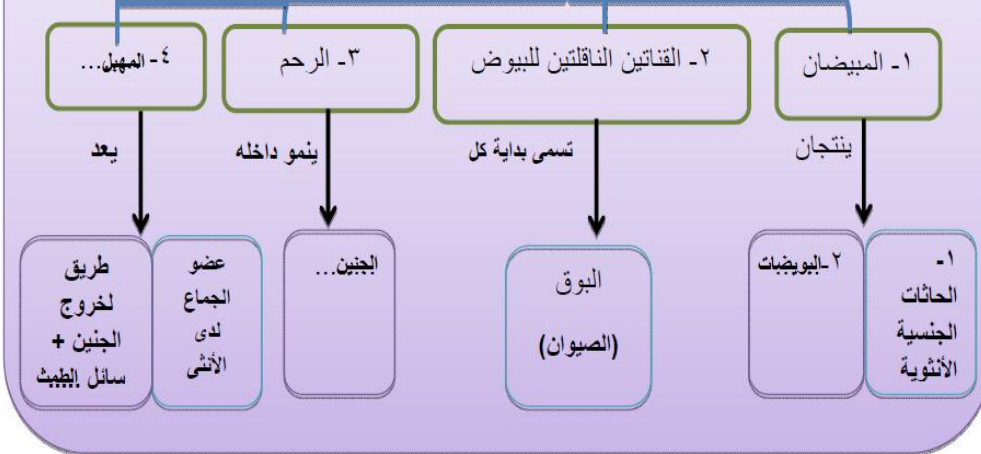 ١- المبيضان
٢- القناتين الناقلتين للبيوض
٣- الرحم
٤- المهبل...
ينتجان
تسمى بداية كل
ينمو داخله
يعد
١-
الحاثات
الجنسية
الأنثوية
٢-البويضات
البوق
(الصيوان)
الجنين...
عضو
الجماع
لدى
الأنثى
طريق
لخروج
الجنين +
سائل الطمث